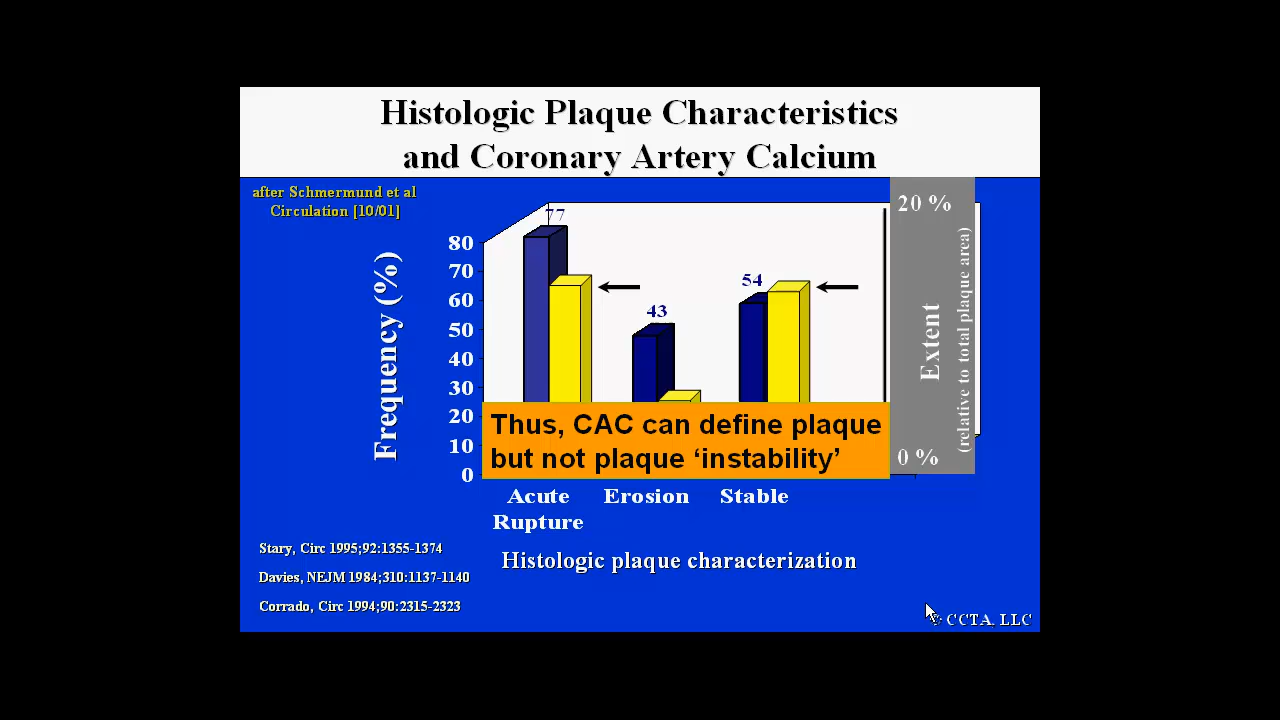 Histologic Plaque Characteristics
and Coronary Artery Calcium
after Schmermund et al
Circulation [10/01]
Frequency (%)
80
70
60
50
40
30
20
10
0
77
43
54
20 %
Extent
(relative to total plaque area)
0 %
Thus, CAC can define plaque
but not plaque ‘instability’
Acute
Rupture
Erosion
Stable
Histologic plaque characterization
Stary, Circ 1995;92:1355-1374
Davies, NEJM 1984;310:1137-1140
Corrado, Circ 1994;90:2315-2323
© CCTA, LLC